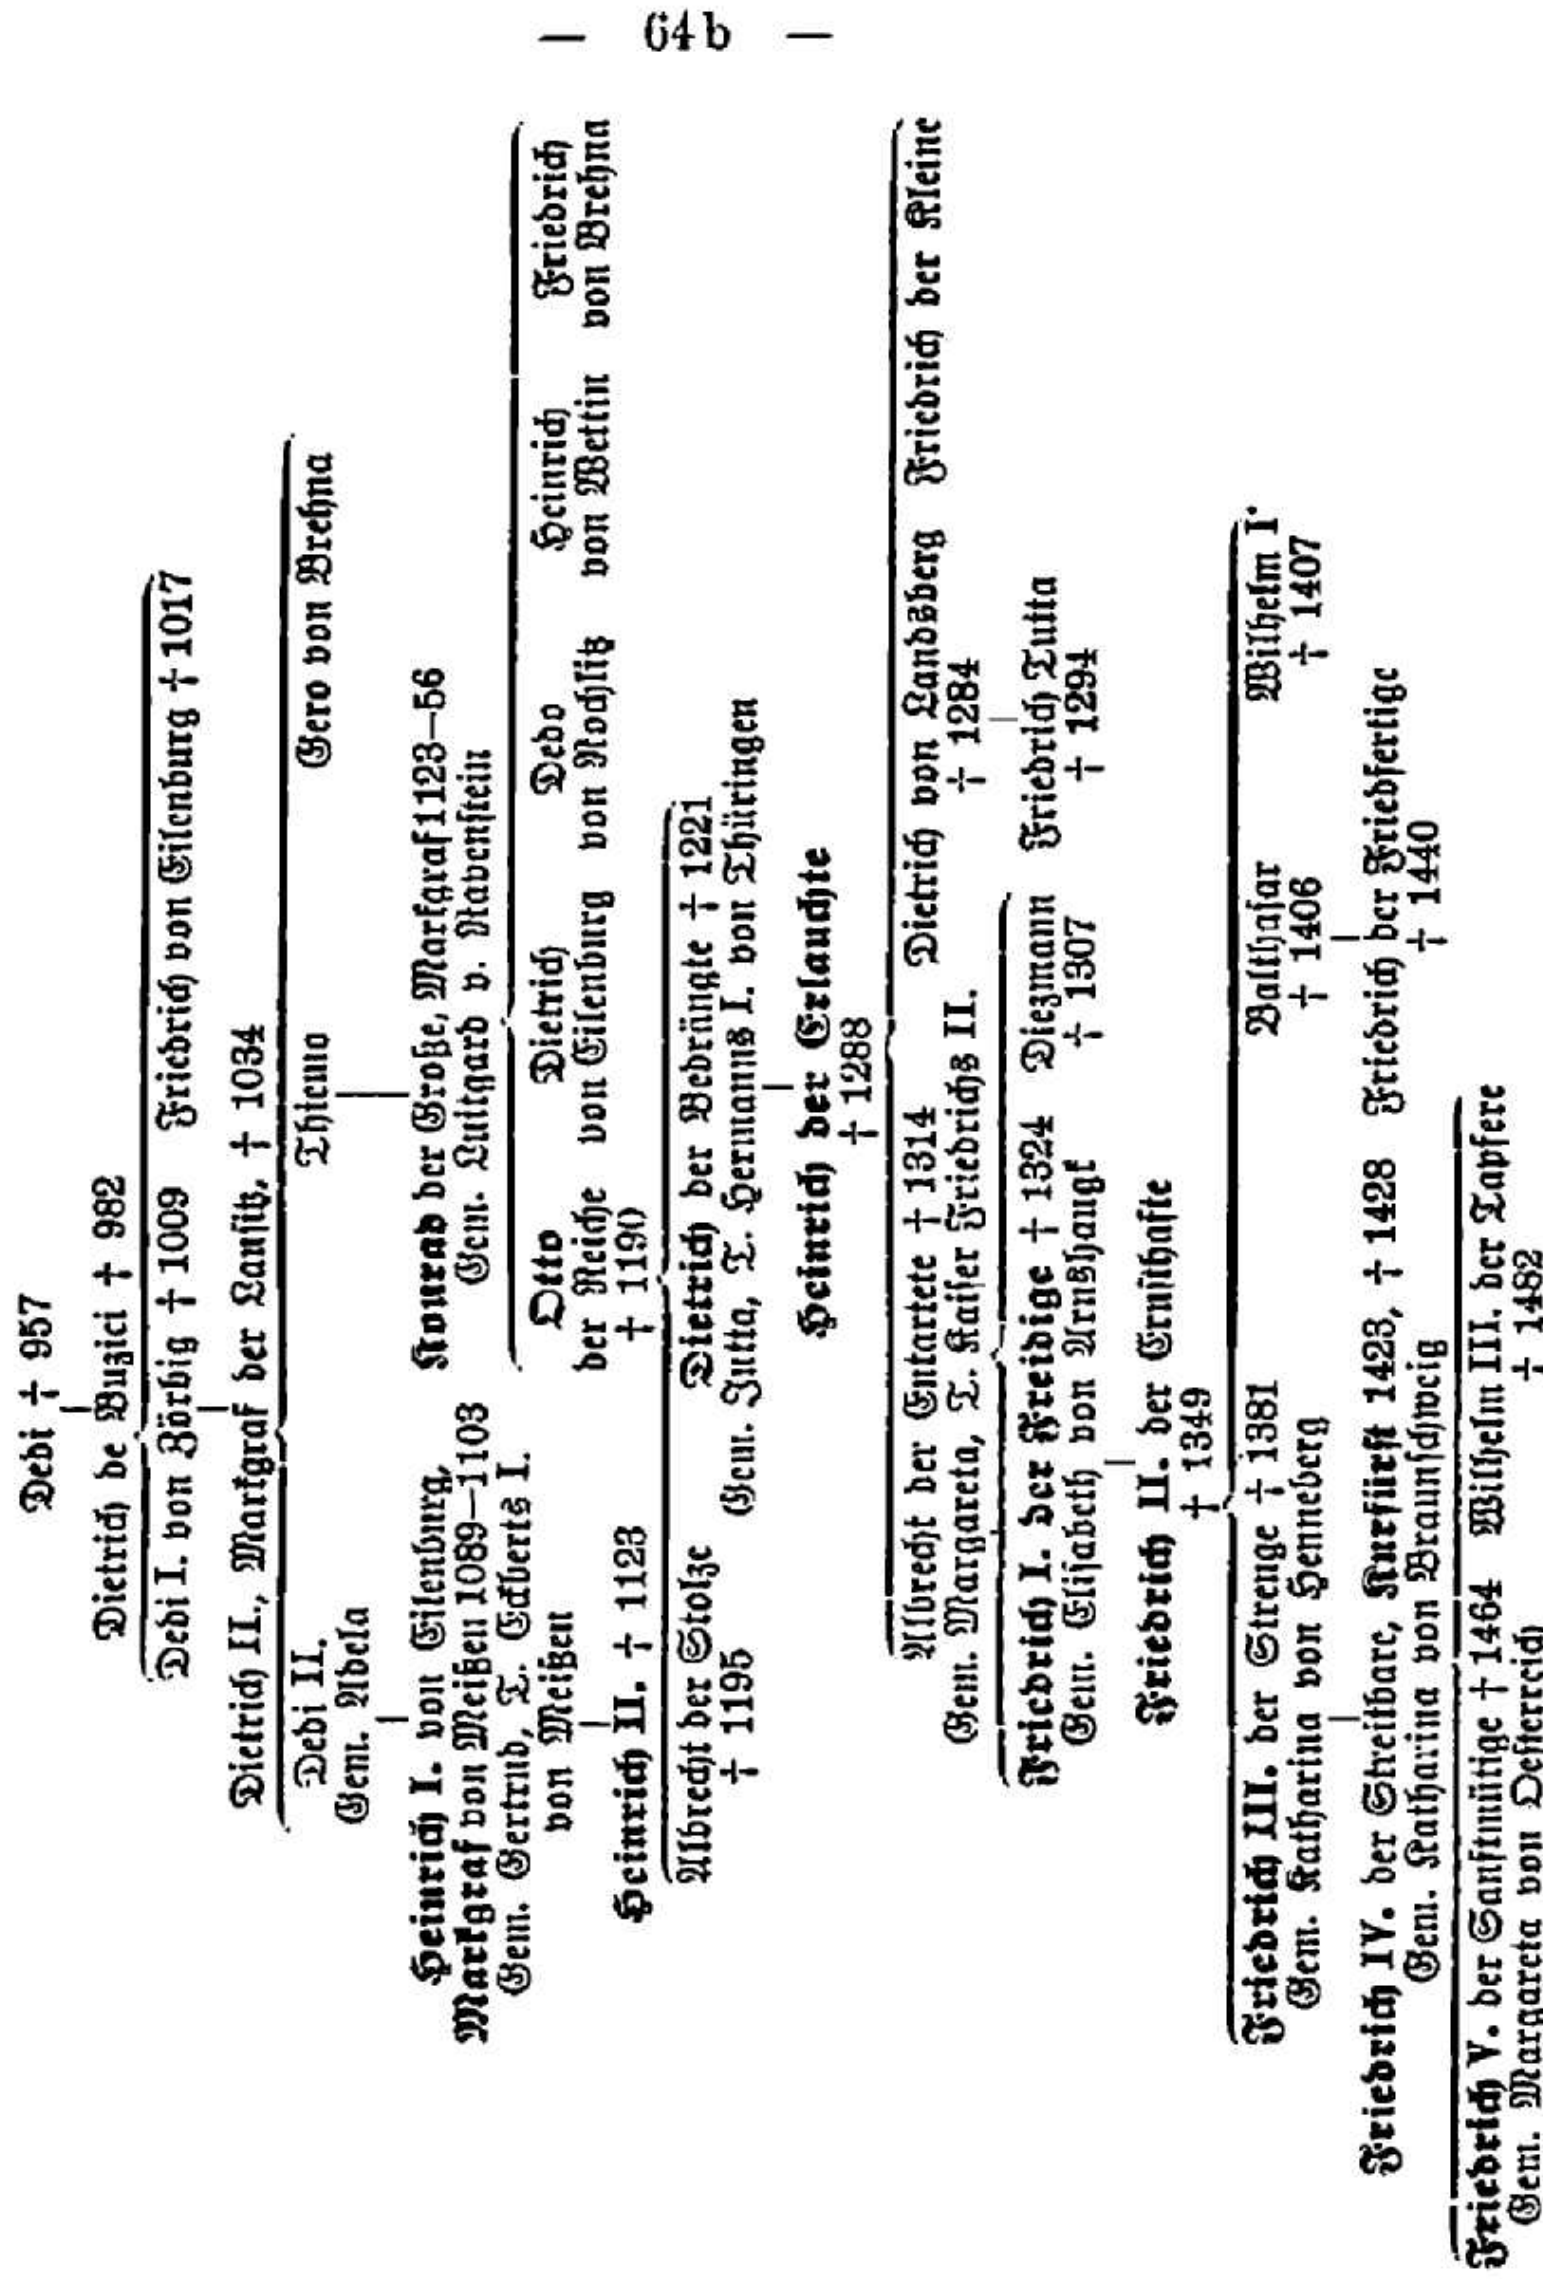 — 64b —
Dedi † 957
Dietrich de Buzici † 982
Dedi I. von Zörbig † 1009 Friedrich von Eilenburg † 1017
Dietrich II., Markgraf der Lausitz, † 1034
Dedi II. Thiemo Gero von Brehna
Gem. Adela
Heinrich I. von Eilenburg,
Markgraf von Meißen 1089—1103
Gem. Gertrud, T. Ekberts I.
von Meißen
Konrad der Große, Markgraf 1123—56
Gem. Luitgard v. Ravenstein
Otto Dietrich Dedo Heinrich Friedrich
der Reiche von Eilenburg von Rochlitz von Wettin von Brehna
† 1190
Heinrich II. † 1123
Albrecht der Stolze Dietrich der Bedrängte † 1221
† 1195 Gem. Jutta, T. Hermanns I. von Thüringen
Heinrich der Erlauchte
† 1288
Albrecht der Entartete † 1314 Dietrich von Landsberg Friedrich der Kleine
Gem. Margareta, T. Kaiser Friedrichs II. † 1284
Friedrich I. der Freidige † 1324 Diezmann Friedrich Tutta
Gem. Elisabeth von Arnshaugk † 1307 † 1294
Friedrich II. der Ernsthafte
† 1349
Friedrich III. der Strenge † 1381 Balthasar Wilhelm I.
Gem. Katharina von Henneberg † 1406 † 1407
Friedrich IV. der Streitbare, Kurfürst 1423, † 1428 Friedrich der Friedfertige
Gem. Katharina von Braunschweig † 1440
Friedrich V. der Sanftmütige † 1464 Wilhelm III. der Tapfere
Gem. Margareta von Oesterreich † 1482